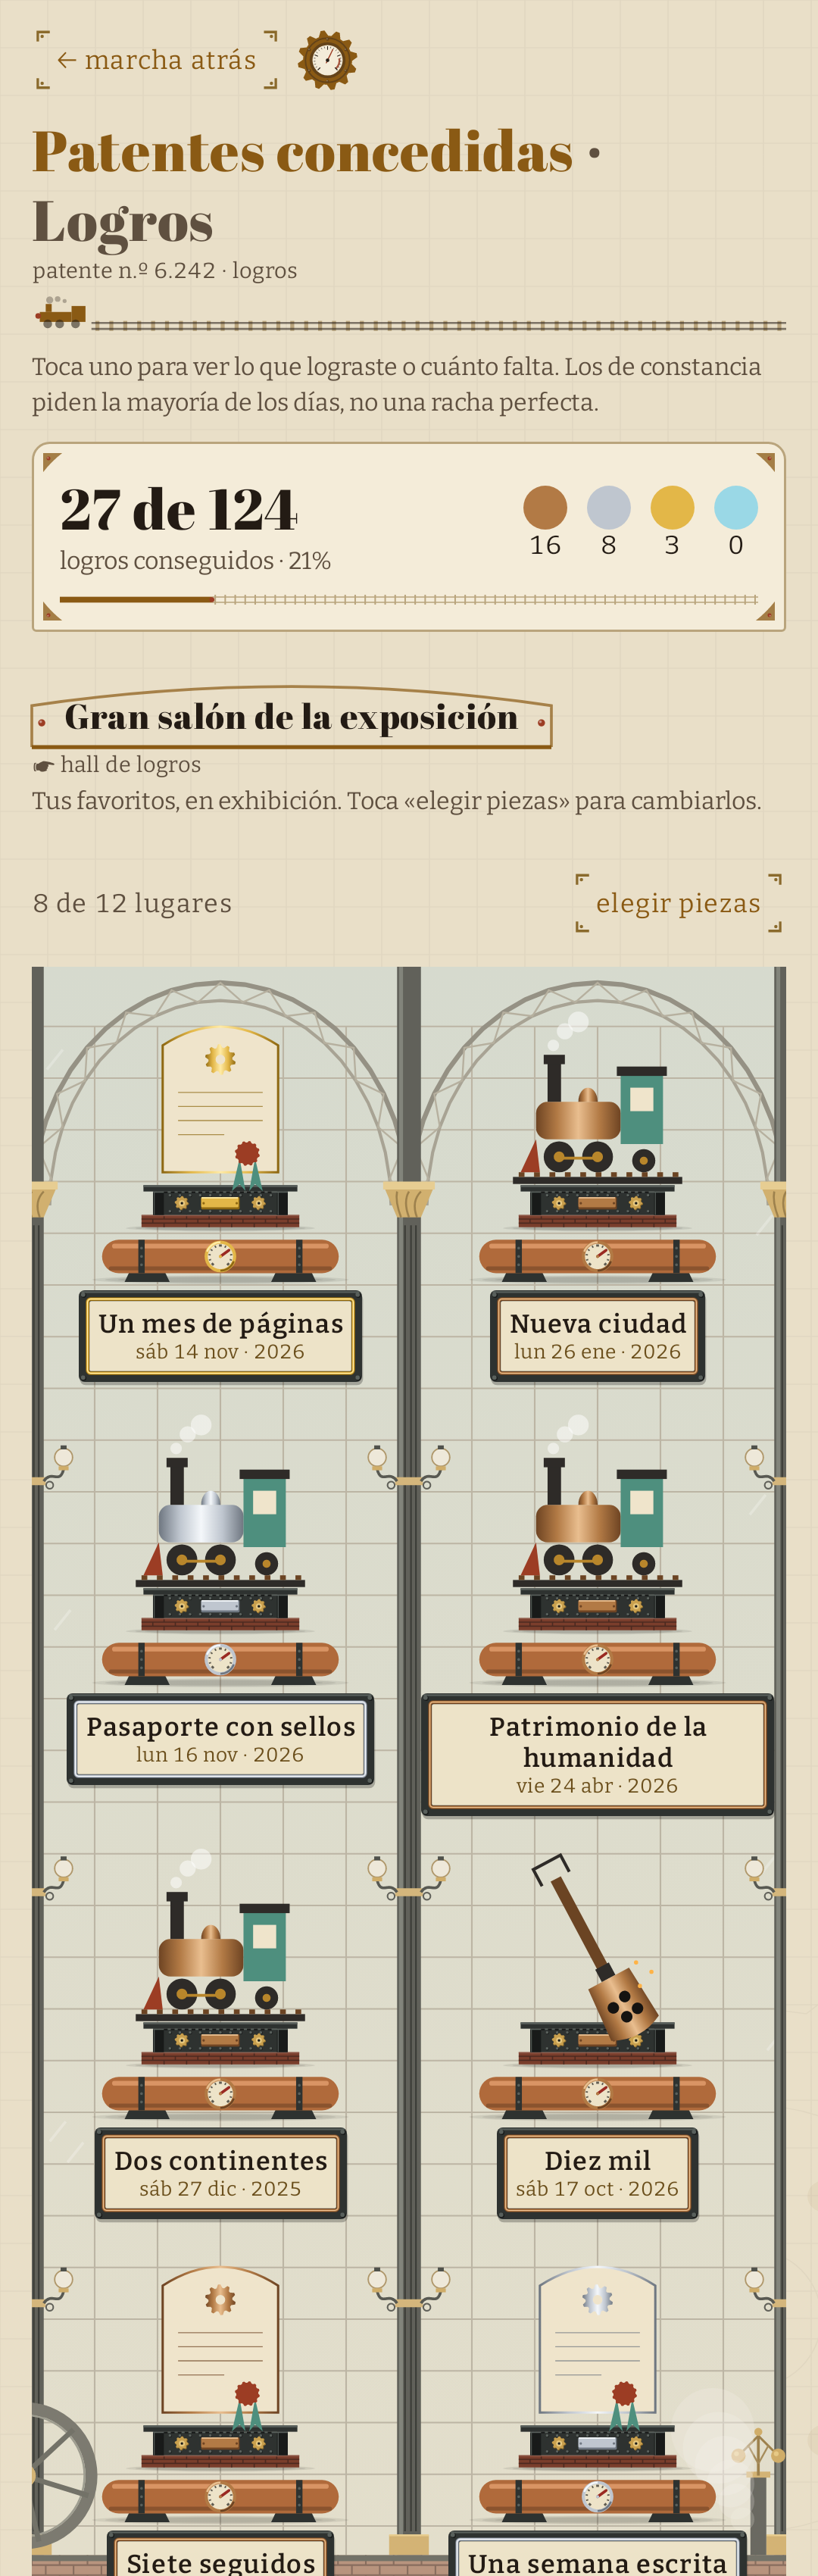 ← marcha atrás
Patentes concedidas ·
Logros
patente n.º 6.242 · logros
Toca uno para ver lo que lograste o cuánto falta. Los de constancia
piden la mayoría de los días, no una racha perfecta.
27 de 124
logros conseguidos · 21%
16 8 3 0
Gran salón de la exposición
☛ hall de logros
Tus favoritos, en exhibición. Toca «elegir piezas» para cambiarlos.
8 de 12 lugares
elegir piezas
Un mes de páginas
sáb 14 nov · 2026
Nueva ciudad
lun 26 ene · 2026
Pasaporte con sellos
lun 16 nov · 2026
Patrimonio de la
humanidad
vie 24 abr · 2026
Dos continentes
sáb 27 dic · 2025
Diez mil
sáb 17 oct · 2026
Siete seguidos
Una semana escrita